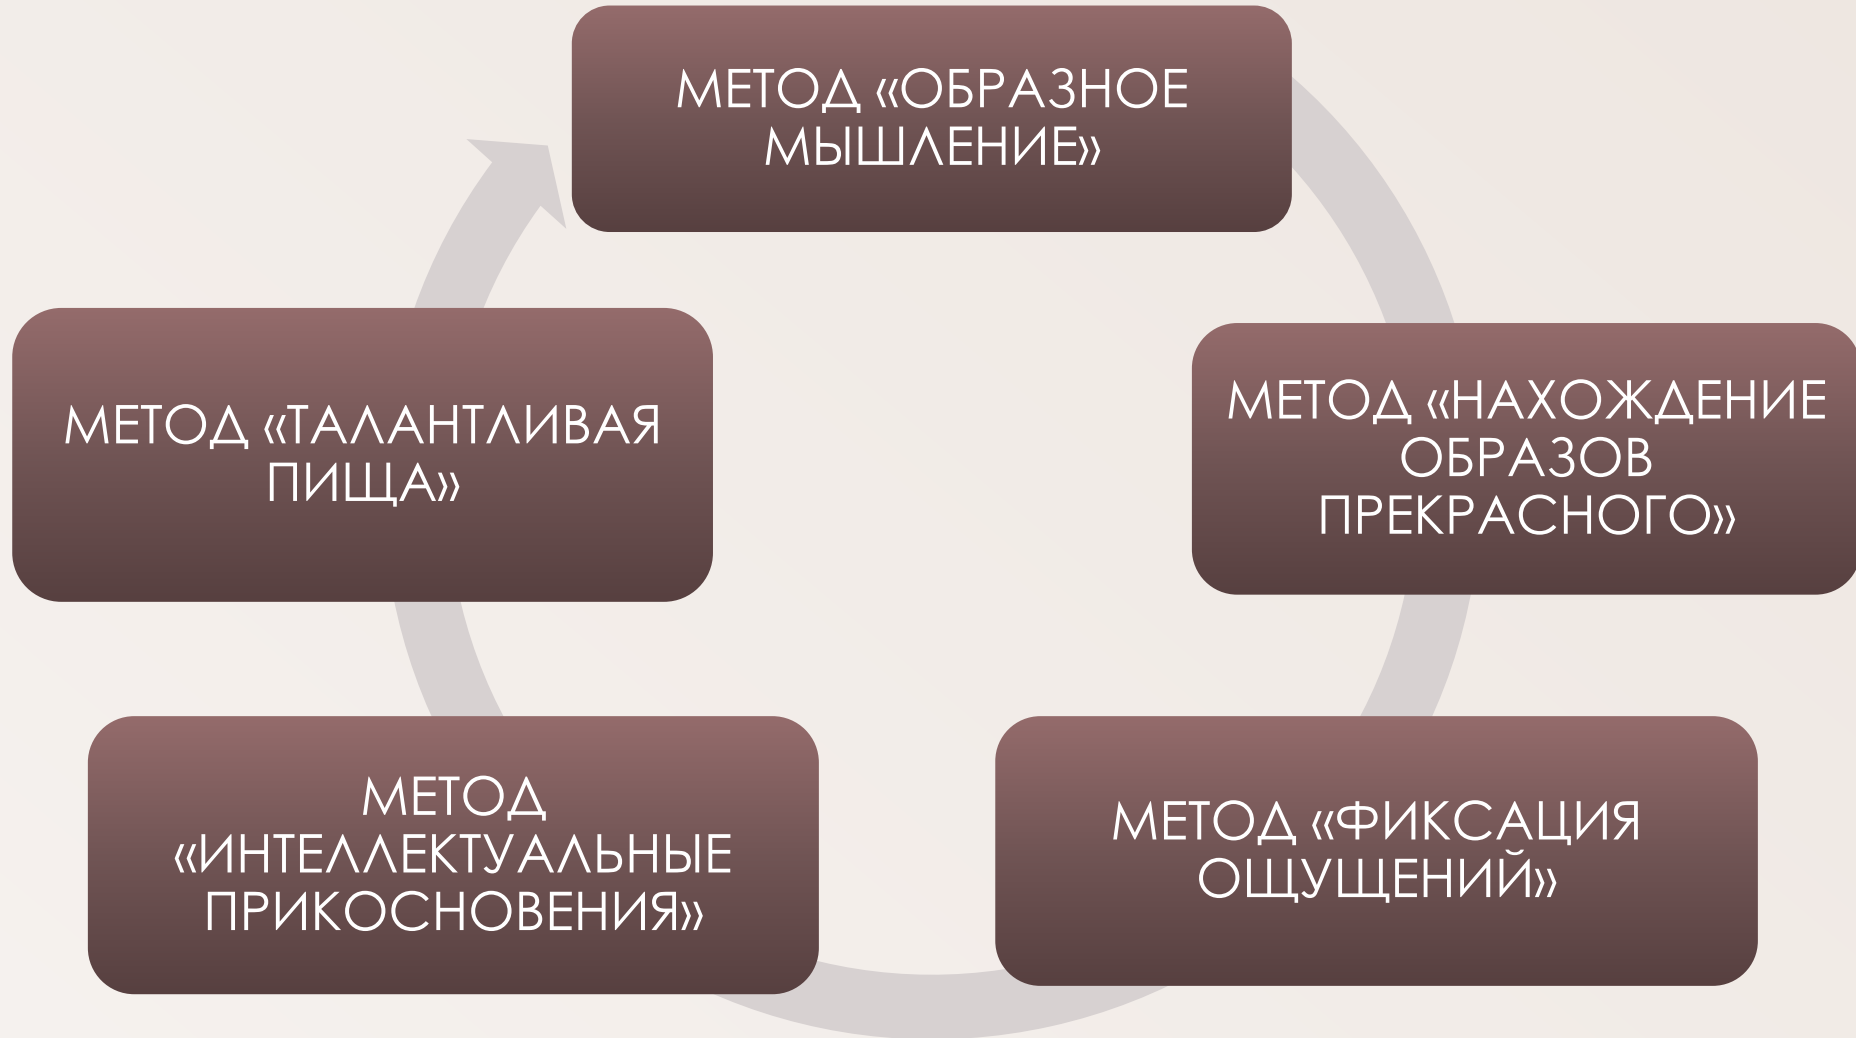 МЕТОД «ОБРАЗНОЕ
МЫШЛЕНИЕ»
МЕТОД «НАХОЖДЕНИЕ
ОБРАЗОВ
ПРЕКРАСНОГО»
МЕТОД «ФИКСАЦИЯ
ОЩУЩЕНИЙ»
МЕТОД
«ИНТЕЛЛЕКТУАЛЬНЫЕ
ПРИКОСНОВЕНИЯ»
МЕТОД «ТАЛАНТЛИВАЯ
ПИЩА»